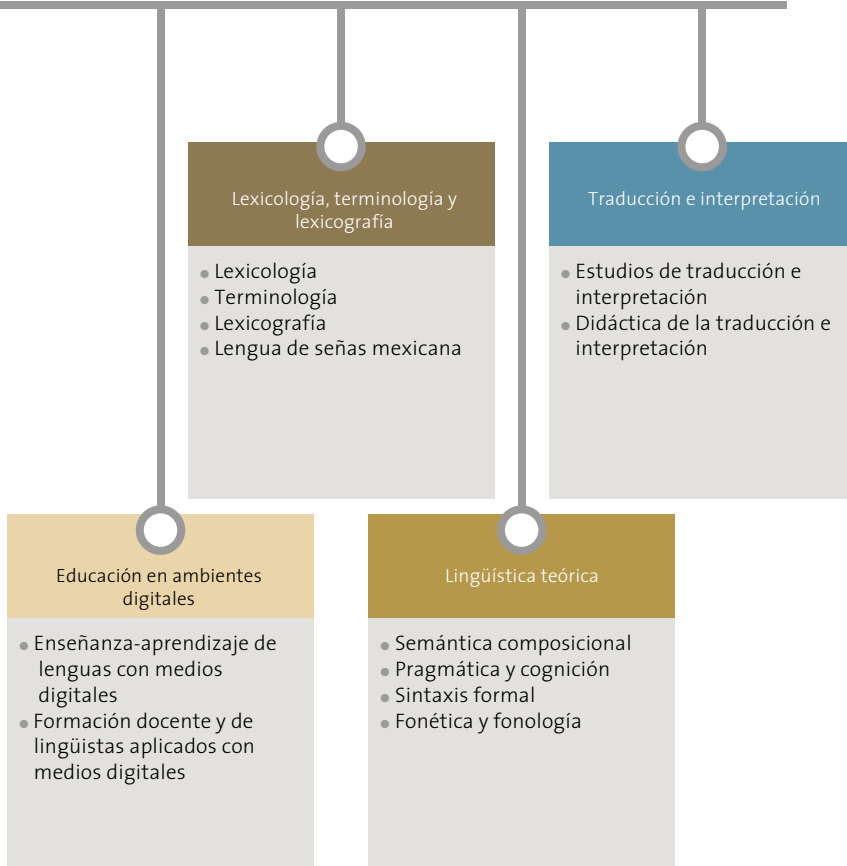 Lexicología, terminología y
lexicografía
● Lexicología
● Terminología
● Lexicografía
● Lengua de señas mexicana
Traducción e interpretación
● Estudios de traducción e
interpretación
● Didáctica de la traducción e
interpretación
Educación en ambientes
digitales
● Enseñanza-aprendizaje de
lenguas con medios
digitales
● Formación docente y de
lingüistas aplicados con
medios digitales
Lingüística teórica
● Semántica composicional
● Pragmática y cognición
● Sintaxis formal
● Fonética y fonología